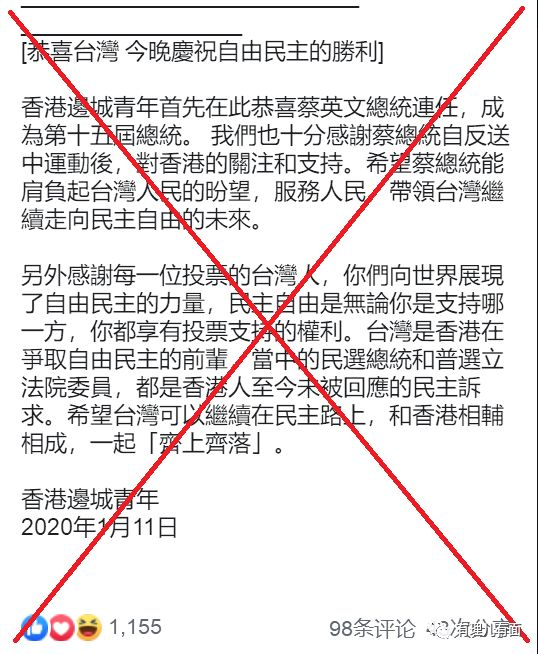 [恭喜台灣 今晚慶祝自由民主的勝利]
香港邊城青年首先在此恭喜蔡英文總統連任，成
為第十五屆總統。 我們也十分感謝蔡總統自反送
中運動後，對香港的關注和支持。希望蔡總統能
肩負起台灣人民的盼望，服務人民，帶領台灣繼
續走向民主自由的未來。
另外感謝每一位投票的台灣人，你們向世界展現
了自由民主的力量，民主自由是無論你是支持哪
一方，你都享有投票支持的權利。台灣是香港在
爭取自由民主的前輩，當中的民選總統和普選立
法院委員，都是香港人至今未被回應的民主訴
求。希望台灣可以繼續在民主路上，和香港相輔
相成，一起「齊上齊落」。
香港邊城青年
2020年1月11日
1,155
98条评论